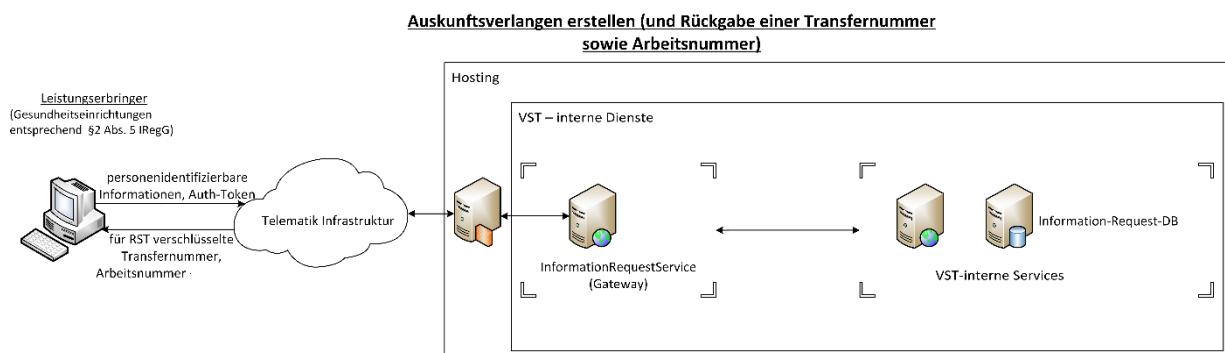 Auskunftsverlangen erstellen (und Rückgabe einer Transfernummer
sowie Arbeitsnummer)
Hosting
Leistungserbringer
(Gesundheitseinrichtungen
entsprechend §2 Abs. 5 IRegG)
VST – interne Dienste
personenidentifizierbare
Informationen, Auth-Token
Telematik Infrastruktur
für RST verschlüsselte
Transfernummer,
Arbeitsnummer
InformationRequestService
(Gateway)
Information-Request-DB
VST-interne Services